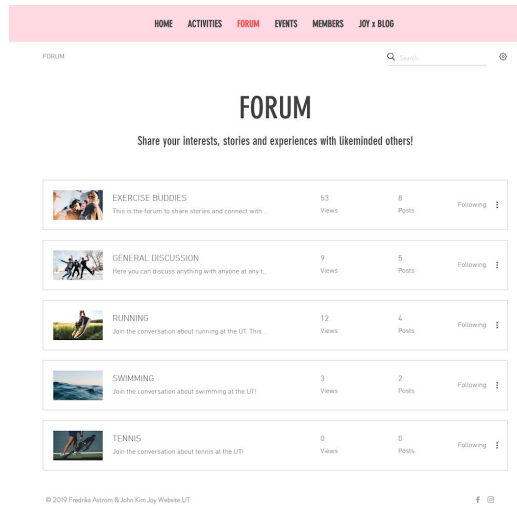 HOME ACTIVITIES FORUM EVENTS MEMBERS JOY x BLOG
FORUM
Search
FORUM
Share your interests, stories and experiences with likeminded others!
EXERCISE BUDDIES
This is the forum to share stories and connect with ...
53
Views
8
Posts
Following
GENERAL DISCUSSION
Here you can discuss anything with anyone at any t...
9
Views
5
Posts
Following
RUNNING
Join the conversation about running at the UT. This ...
12
Views
4
Posts
Following
SWIMMING
Join the conversation about swimming at the UT!
3
Views
2
Posts
Following
TENNIS
Join the conversation about tennis at the UT!
0
Views
0
Posts
Following
© 2019 Fredrika Astrom & John Kim Joy Website UT